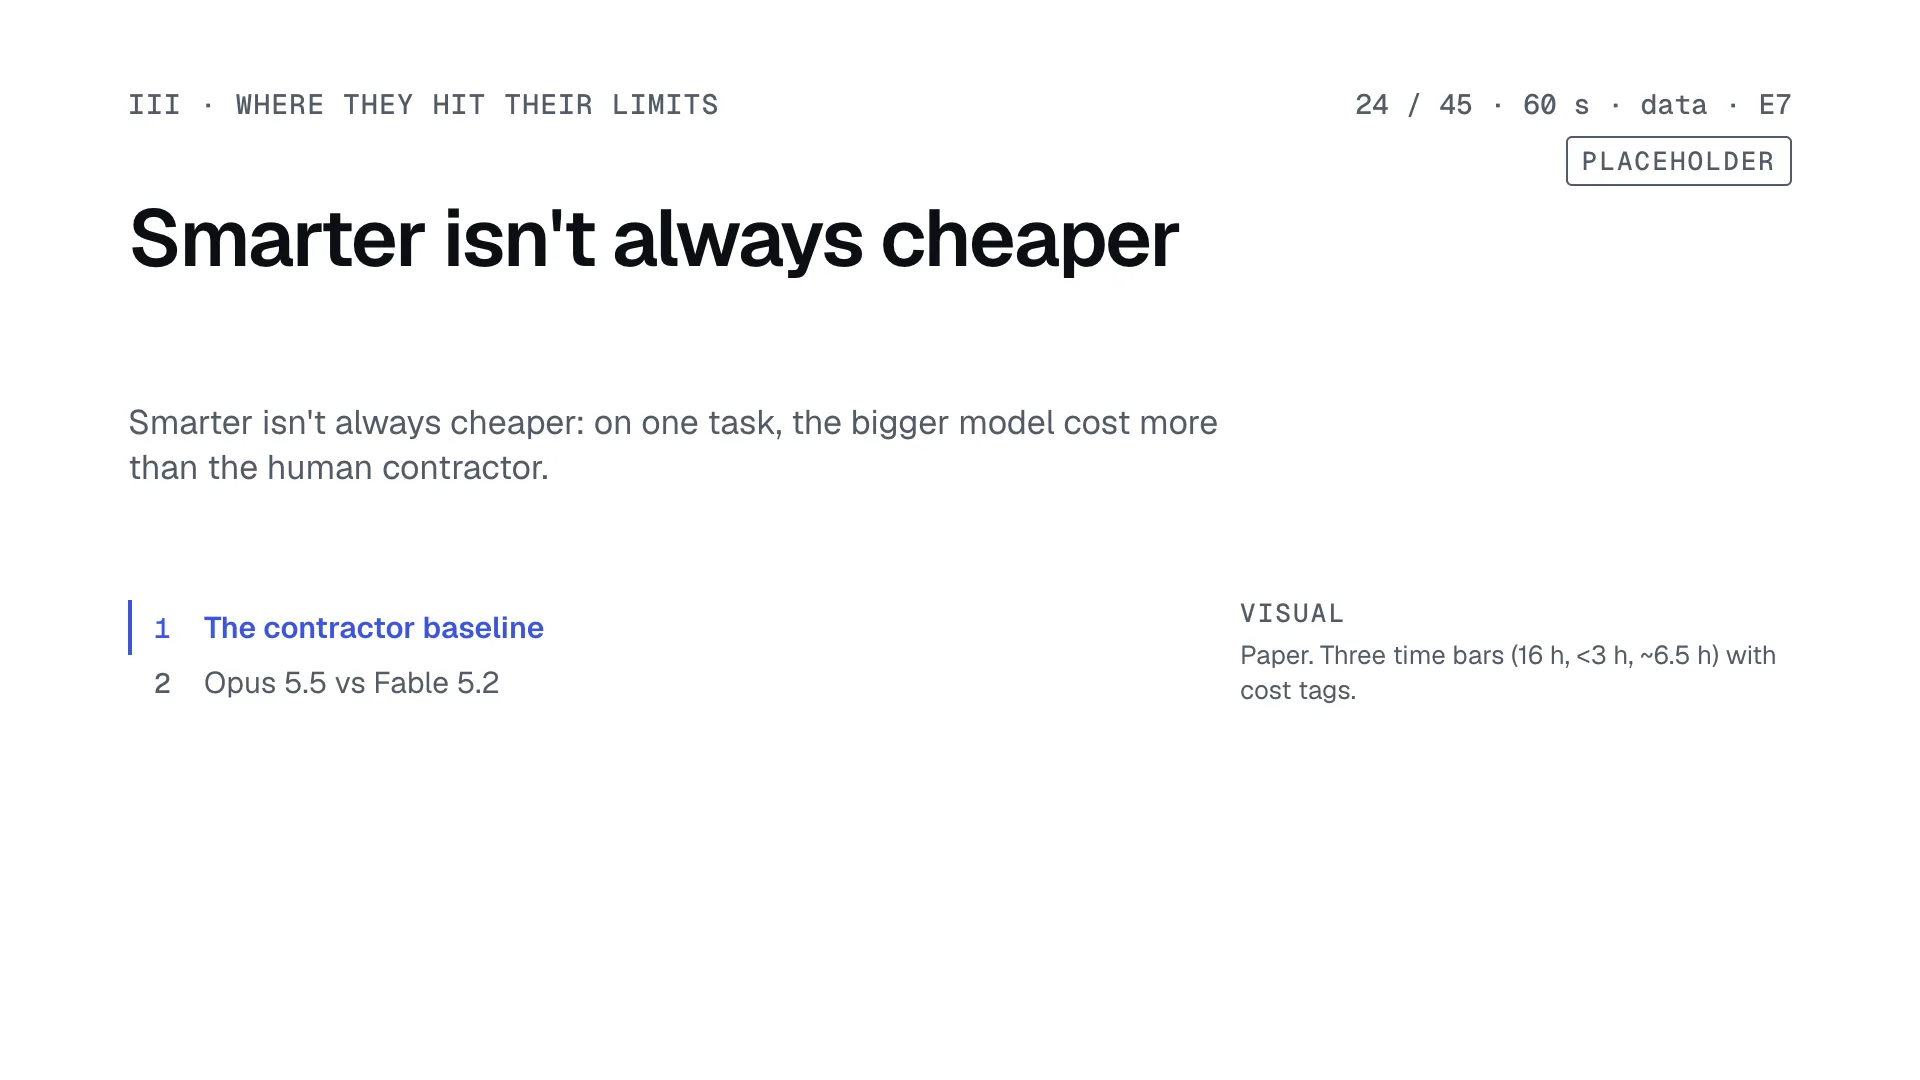 III · WHERE THEY HIT THEIR LIMITS
24 / 45 · 60 s · data · E7
PLACEHOLDER
Smarter isn't always cheaper
Smarter isn't always cheaper: on one task, the bigger model cost more
than the human contractor.
1 The contractor baseline
2 Opus 5.5 vs Fable 5.2
VISUAL
Paper. Three time bars (16 h, <3 h, ~6.5 h) with
cost tags.